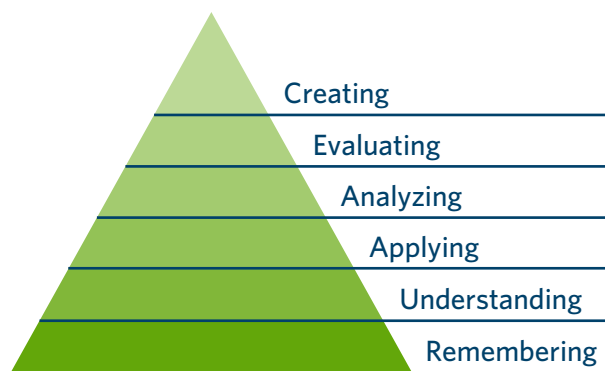 Creating
Evaluating
Analyzing
Applying
Understanding
Remembering